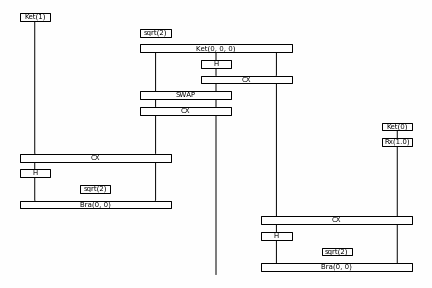 Ket(1)
sqrt(2)
Ket(0, 0, 0)
H
CX
SWAP
CX
Ket(0)
Rx(1.0)
CX
H
sqrt(2)
Bra(0, 0)
CX
H
sqrt(2)
Bra(0, 0)